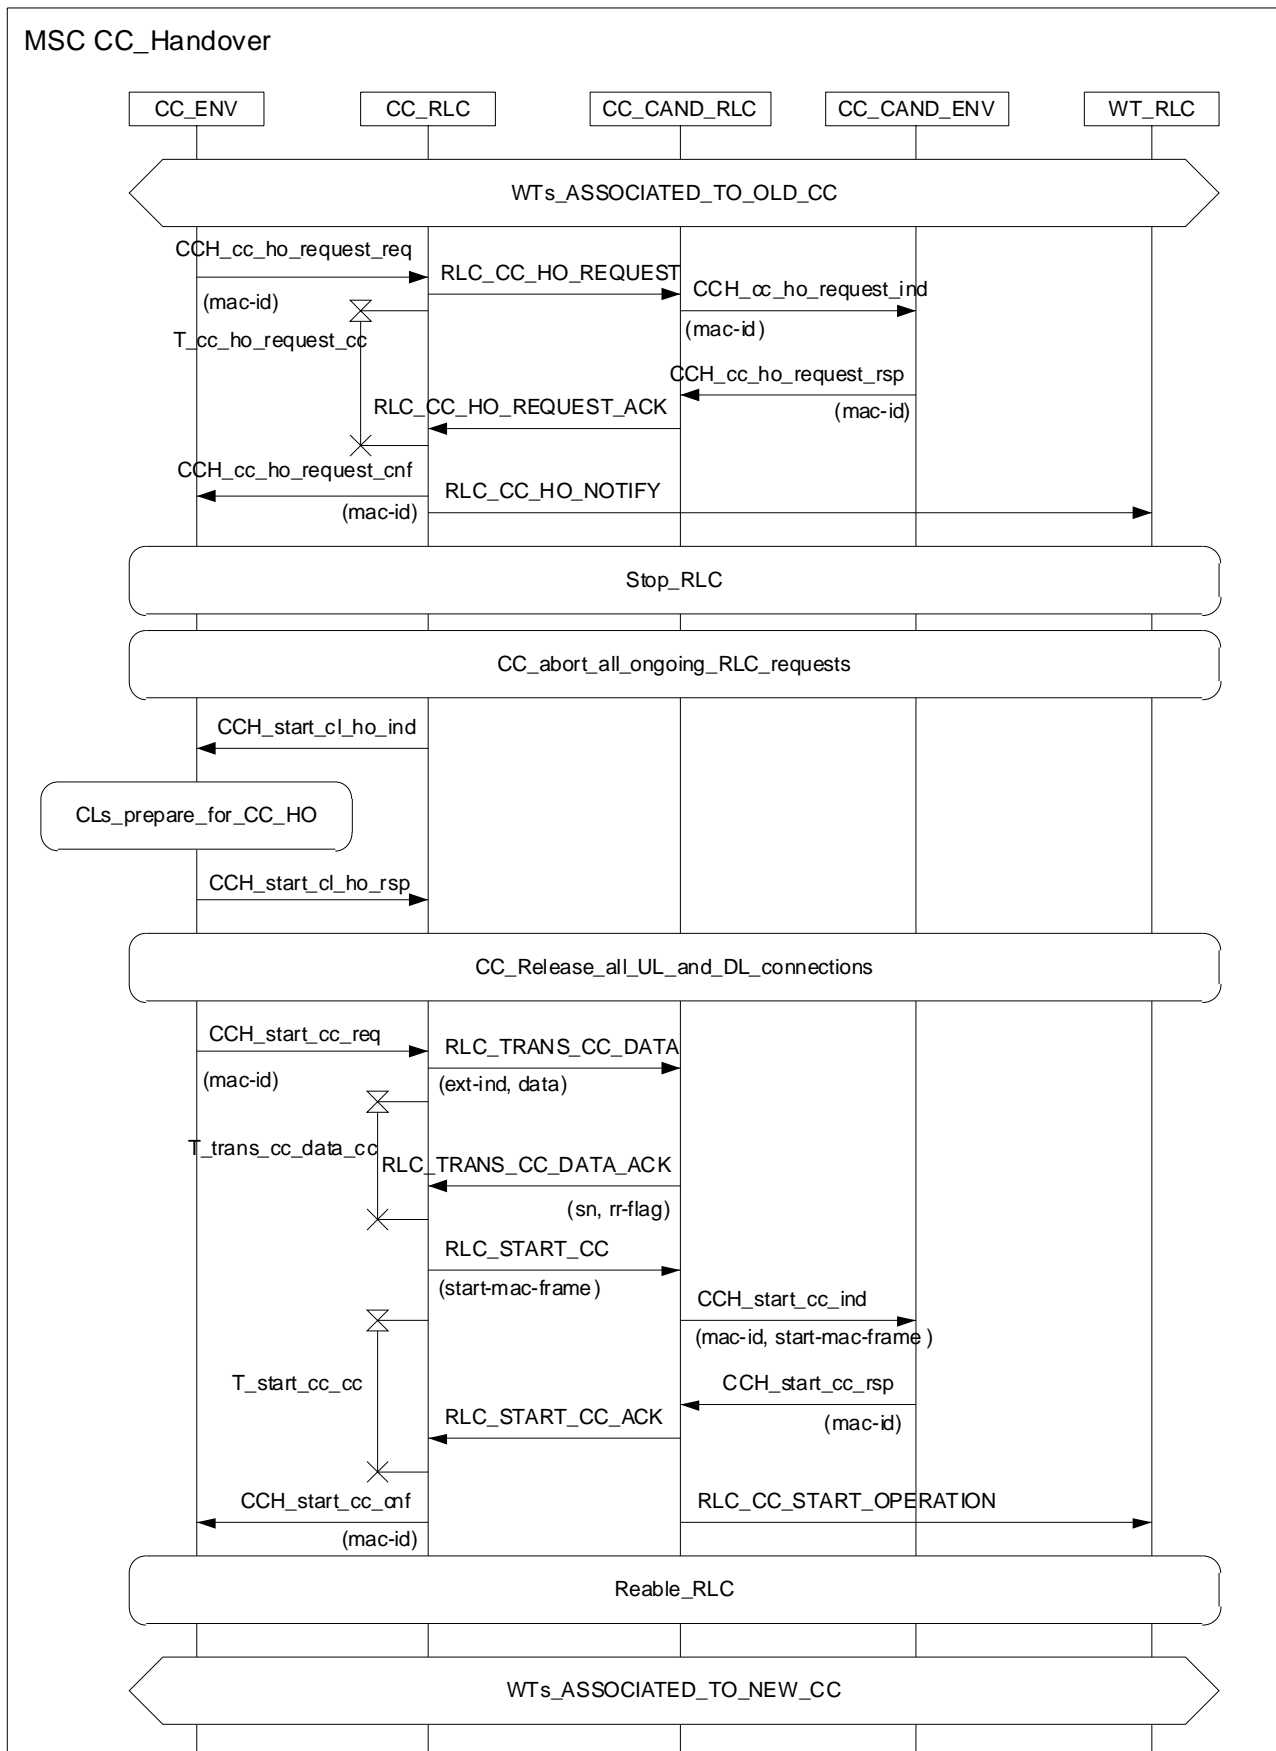 MSC CC_Handover
CC_ENV
CC_RLC
CC_CAND_RLC
CC_CAND_ENV
WT_RLC
WTs_ASSOCIATED_TO_OLD_CC
CCH_cc_ho_request_req
(mac-id)
RLC_CC_HO_REQUEST
CCH_cc_ho_request_ind
(mac-id)
T_cc_ho_request_cc
CCH_cc_ho_request_rsp
(mac-id)
RLC_CC_HO_REQUEST_ACK
CCH_cc_ho_request_cnf
(mac-id)
RLC_CC_HO_NOTIFY
Stop_RLC
CC_abort_all_ongoing_RLC_requests
CCH_start_cl_ho_ind
CLs_prepare_for_CC_HO
CCH_start_cl_ho_rsp
CC_Release_all_UL_and_DL_connections
CCH_start_cc_req
(mac-id)
RLC_TRANS_CC_DATA
(ext-ind, data)
T_trans_cc_data_cc
RLC_TRANS_CC_DATA_ACK
(sn, rr-flag)
RLC_START_CC
(start-mac-frame)
CCH_start_cc_ind
(mac-id, start-mac-frame)
T_start_cc_cc
CCH_start_cc_rsp
(mac-id)
RLC_START_CC_ACK
CCH_start_cc_cnf
(mac-id)
RLC_CC_START_OPERATION
Reable_RLC
WTs_ASSOCIATED_TO_NEW_CC